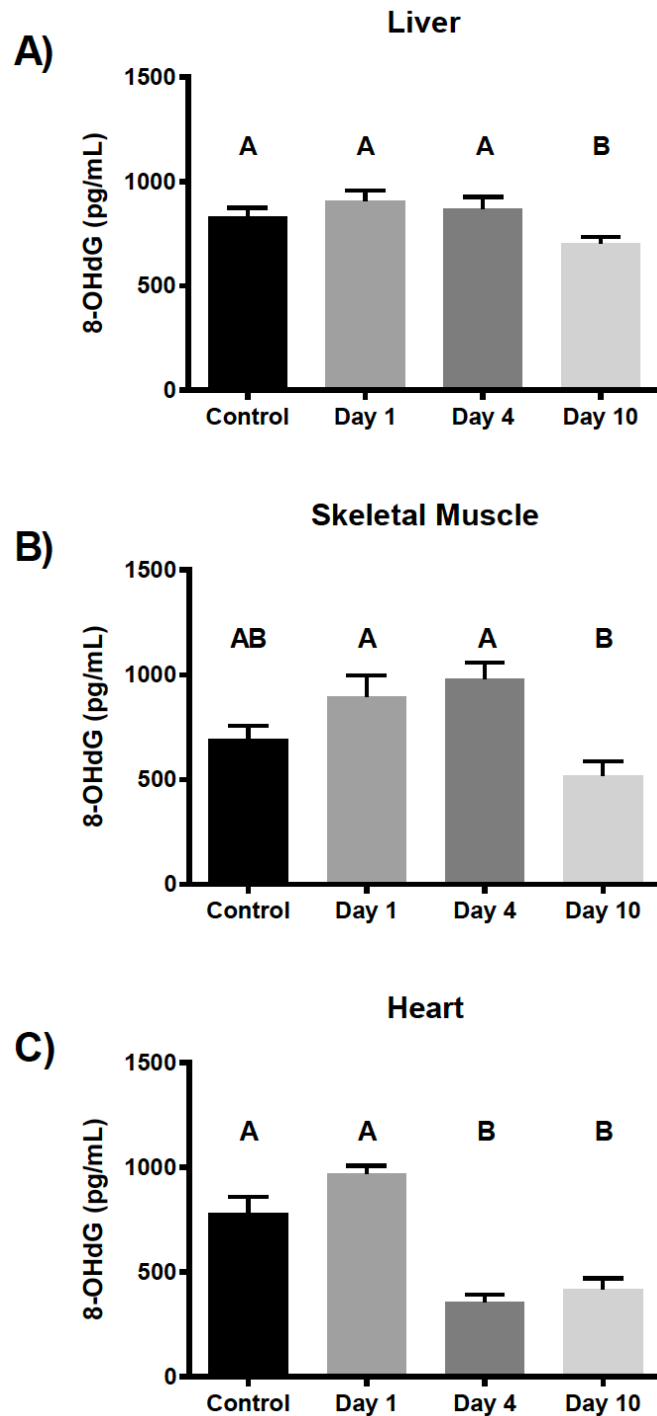 A)
Liver
8-OHdG (pg/mL)
1500
1000
500
0
A A A B
Control Day 1 Day 4 Day 10
B)
Skeletal Muscle
8-OHdG (pg/mL)
1500
1000
500
0
AB A A B
Control Day 1 Day 4 Day 10
C)
Heart
8-OHdG (pg/mL)
1500
1000
500
0
A A B B
Control Day 1 Day 4 Day 10